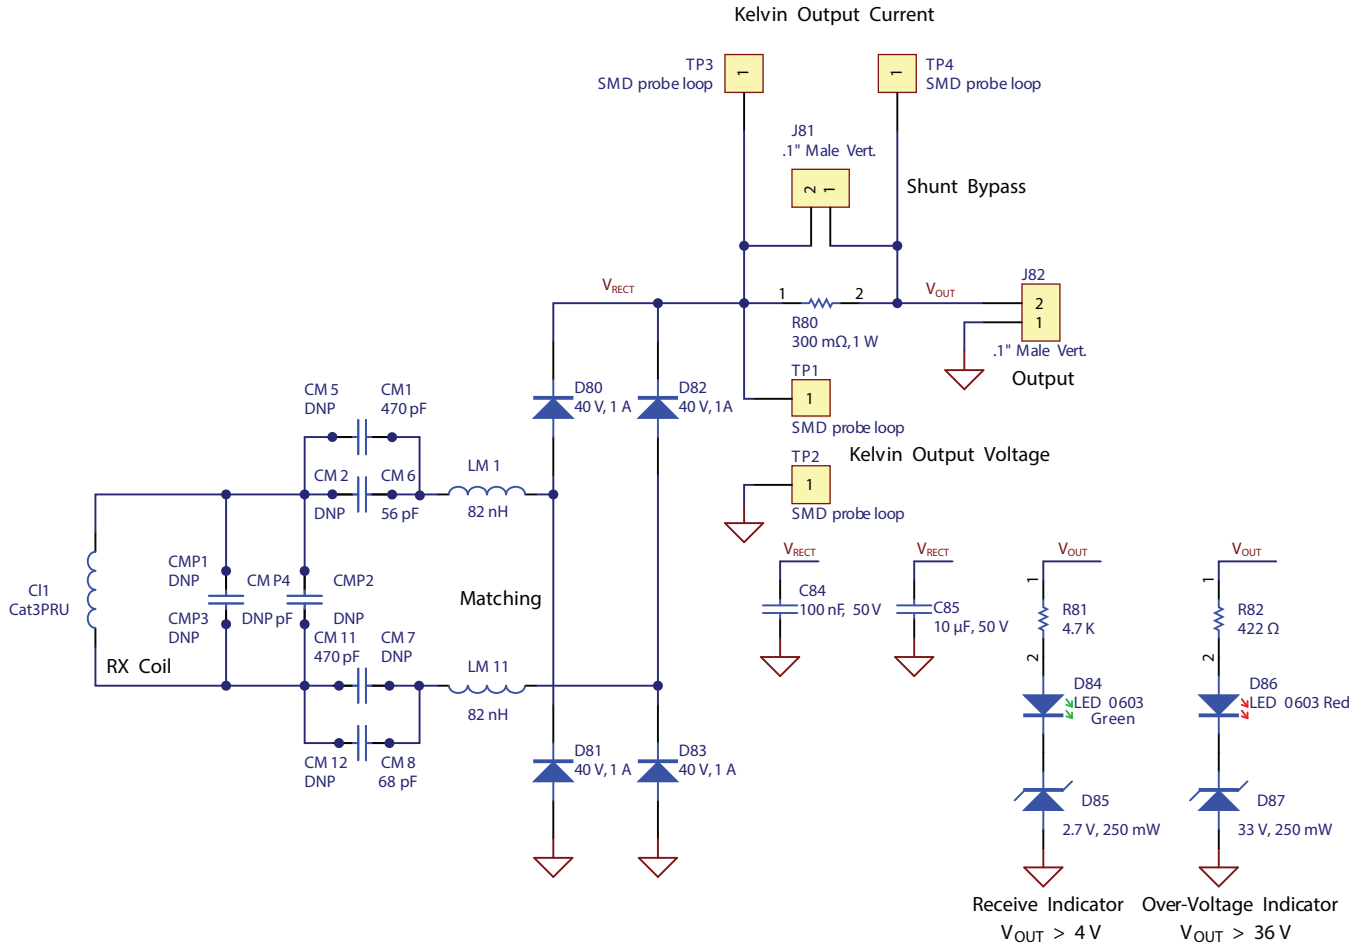 Kelvin Output Current
TP3
SMD probe loop
1
1
TP4
SMD probe loop
J81
.1" Male Vert.
2 1
Shunt Bypass
VRECT
1
2
R80
300 mΩ, 1 W
VOUT
J82
2
1
.1" Male Vert.
Output
TP1
1
SMD probe loop
Kelvin Output Voltage
TP2
1
SMD probe loop
D80
40 V, 1 A
D82
40 V, 1A
CM 5
DNP
CM1
470 pF
CM 2
DNP
CM 6
56 pF
LM 1
82 nH
CMP1
DNP
CMP3
DNP
CM P4
DNP pF
CMP2
DNP
Cl1
Cat3PRU
RX Coil
Matching
CM 11
470 pF
CM 7
DNP
LM 11
82 nH
CM 12
DNP
CM 8
68 pF
D81
40 V, 1 A
D83
40 V, 1 A
VRECT
C84
100 nF, 50 V
VRECT
C85
10 µF, 50 V
VOUT
1
R81
4.7 K
2
D84
LED 0603
Green
D85
2.7 V, 250 mW
Receive Indicator
VOUT > 4 V
VOUT
1
R82
422 Ω
2
D86
LED 0603 Red
D87
33 V, 250 mW
Over-Voltage Indicator
VOUT > 36 V